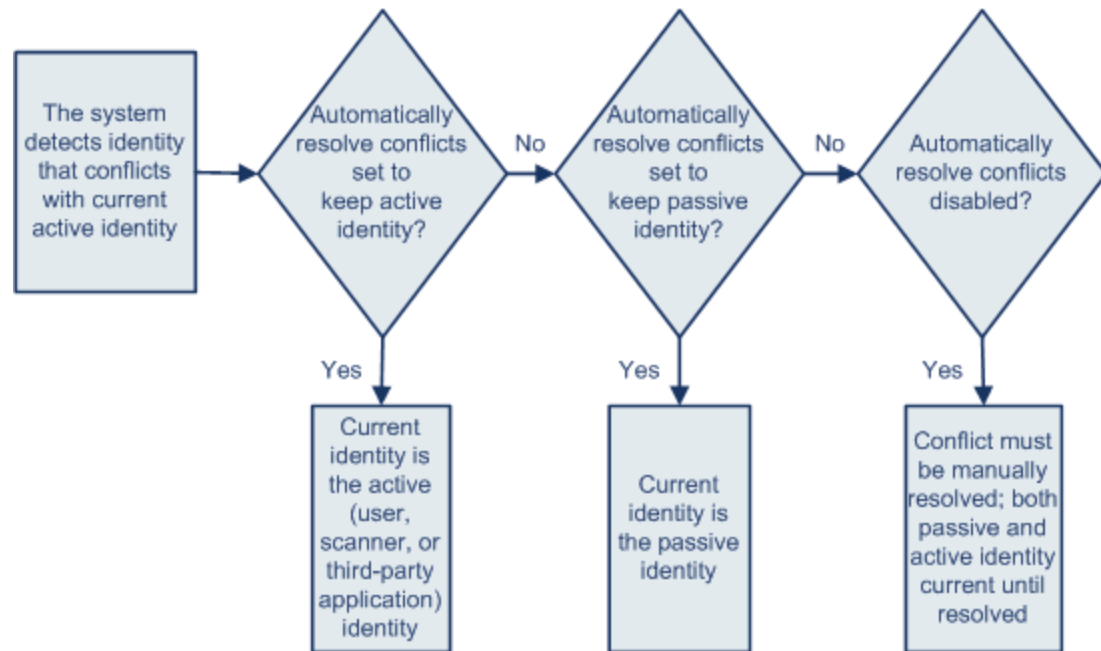 The system
detects identity
that conflicts
with current
active identity
Automatically
resolve conflicts
set to
keep active
identity?
No
Automatically
resolve conflicts
set to
keep passive
identity?
No
Automatically
resolve conflicts
disabled?
Yes
Yes
Yes
Current
identity is
the active
(user,
scanner, or
third-party
application)
identity
Current
identity is
the passive
identity
Conflict must
be manually
resolved; both
passive and
active identity
current until
resolved